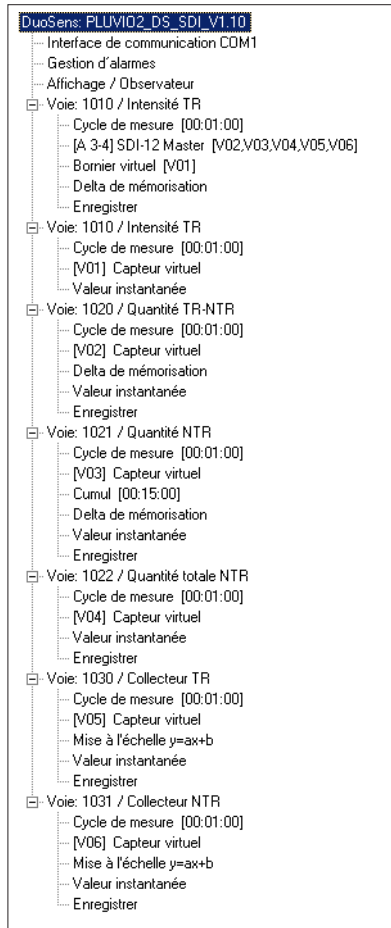 DuoSens: PLUVIO2_DS_SDI_V1.10
Interface de communication COM1
Gestion d'alarmes
Affichage / Observateur
Voie: 1010 / Intensité TR
Cycle de mesure [00:01:00]
[A 3-4] SDI-12 Master [V02,V03,V04,V05,V06]
Bornier virtuel [V01]
Delta de mémorisation
Enregistrer
Voie: 1010 / Intensité TR
Cycle de mesure [00:01:00]
[V01] Capteur virtuel
Valeur instantanée
Voie: 1020 / Quantité TR-NTR
Cycle de mesure [00:01:00]
[V02] Capteur virtuel
Delta de mémorisation
Valeur instantanée
Enregistrer
Voie: 1021 / Quantité NTR
Cycle de mesure [00:01:00]
[V03] Capteur virtuel
Cumul [00:15:00]
Delta de mémorisation
Valeur instantanée
Enregistrer
Voie: 1022 / Quantité totale NTR
Cycle de mesure [00:01:00]
[V04] Capteur virtuel
Valeur instantanée
Enregistrer
Voie: 1030 / Collecteur TR
Cycle de mesure [00:01:00]
[V05] Capteur virtuel
Mise à l'échelle y=ax+b
Valeur instantanée
Enregistrer
Voie: 1031 / Collecteur NTR
Cycle de mesure [00:01:00]
[V06] Capteur virtuel
Mise à l'échelle y=ax+b
Valeur instantanée
Enregistrer